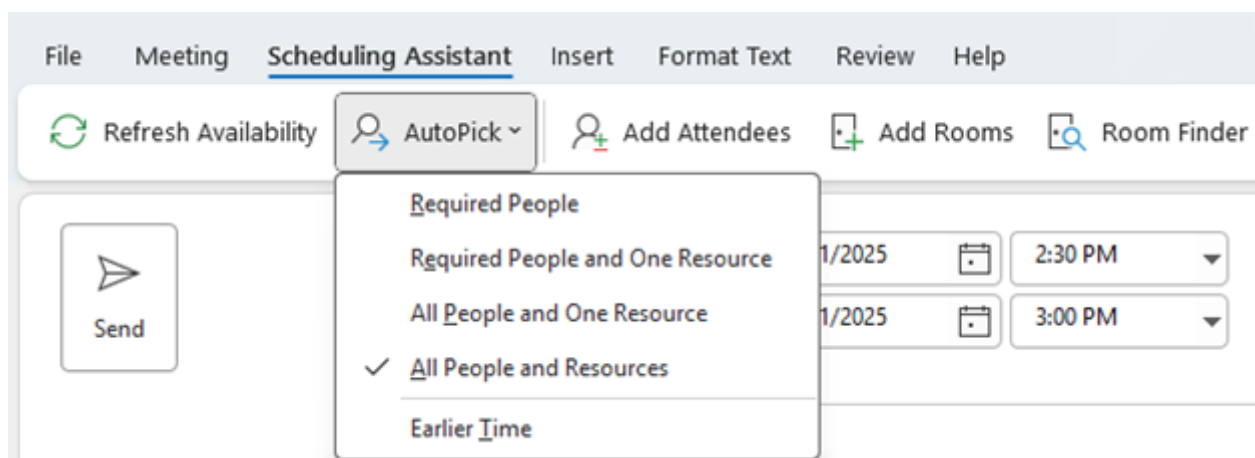 File Meeting Scheduling Assistant Insert Format Text Review Help
Refresh Availability AutoPick Add Attendees Add Rooms Room Finder
Required People
Required People and One Resource
All People and One Resource
All People and Resources
Earlier Time
Send
1/2025 2:30 PM
1/2025 3:00 PM